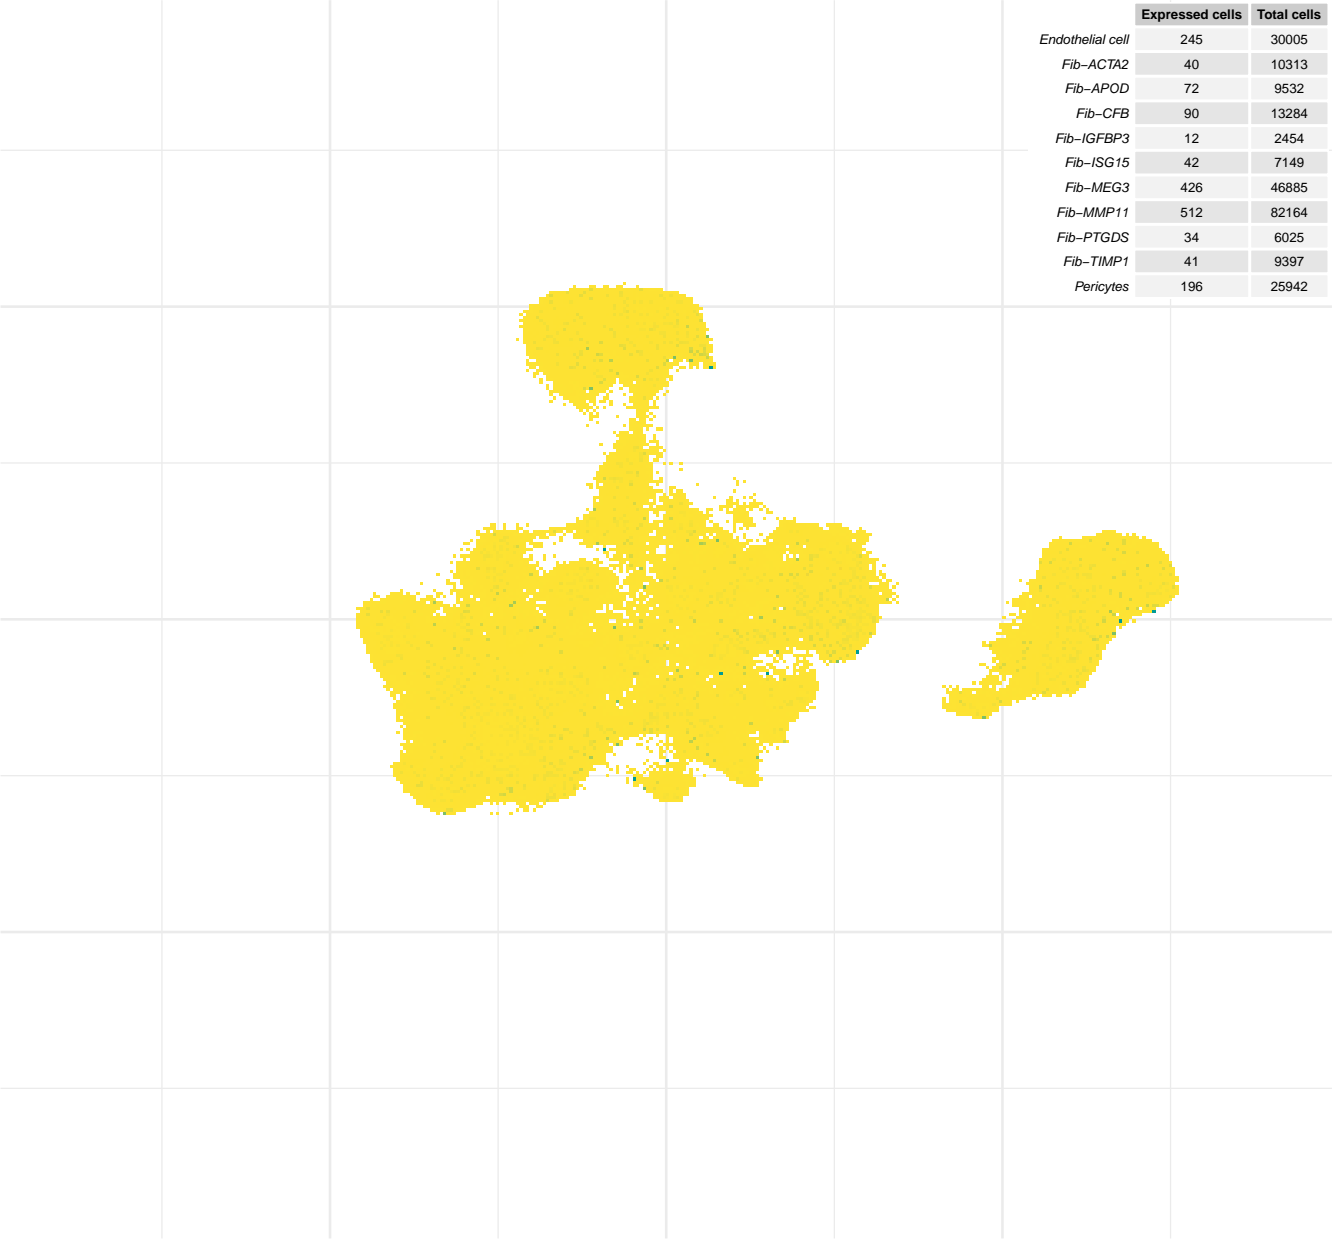 Expressed cells Total cells
Endothelial cell 245 30005
Fib−ACTA2 40 10313
Fib−APOD 72 9532
Fib−CFB 90 13284
Fib−IGFBP3 12 2454
Fib−ISG15 42 7149
Fib−MEG3 426 46885
Fib−MMP11 512 82164
Fib−PTGDS 34 6025
Fib−TIMP1 41 9397
Pericytes 196 25942